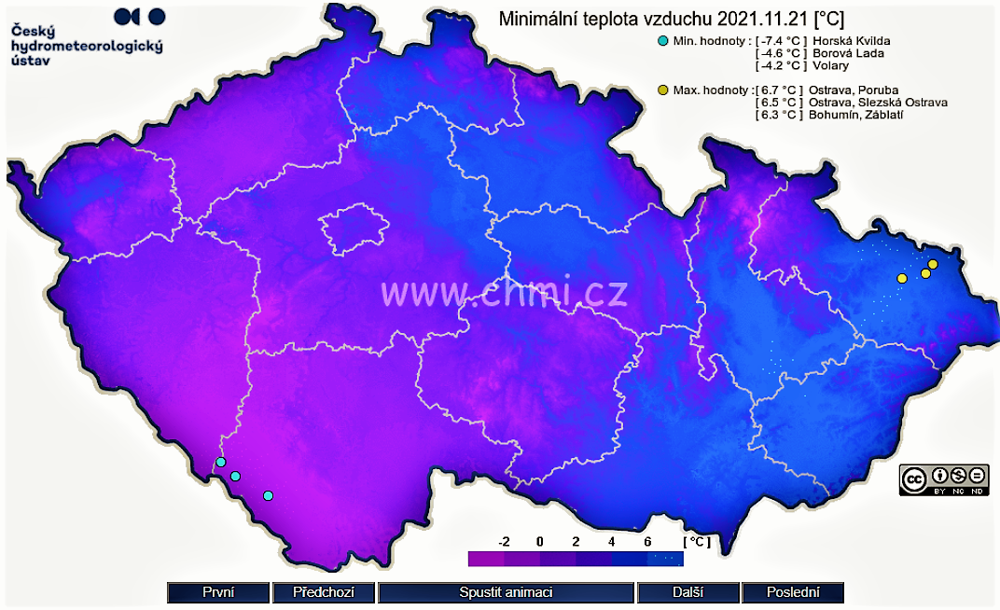 Český
hydrometeorologický
ústav
Minimální teplota vzduchu 2021.11.21 [°C]
Min. hodnoty : [ -7.4 °C ] Horská Kvilda
[ -4.6 °C ] Borová Lada
[ -4.2 °C ] Volary
Max. hodnoty :[ 6.7 °C ] Ostrava, Poruba
[ 6.5 °C ] Ostrava, Slezská Ostrava
[ 6.3 °C ] Bohumín, Záblatí
www.chmi.cz
cc
BY NC ND
-2 0 2 4 6 [ °C ]
První Předchozí Spustit animaci Další Poslední